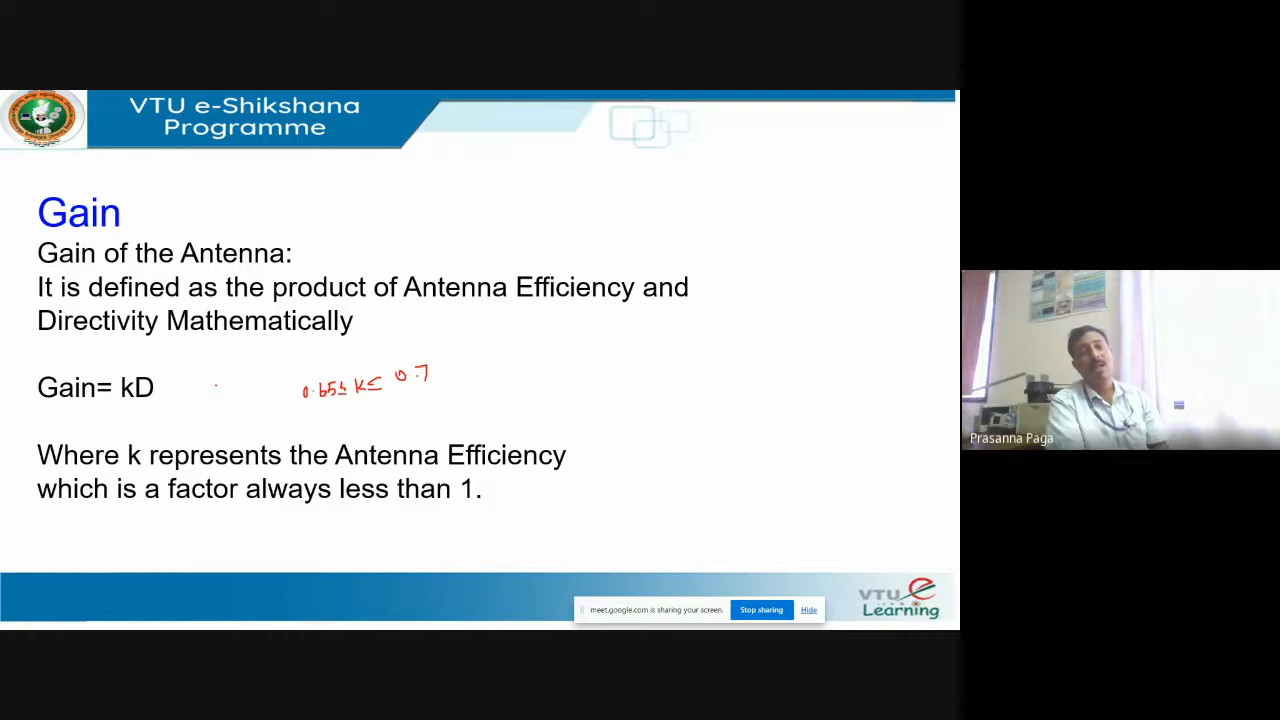 VTU e-Shikshana
Programme
Gain
Gain of the Antenna:
It is defined as the product of Antenna Efficiency and
Directivity Mathematically
Gain= kD
0.65≤ k≤ 0.7
Where k represents the Antenna Efficiency
which is a factor always less than 1.
meet.google.com is sharing your screen. Stop sharing Hide
VTU e
Learning
Prasanna Paga